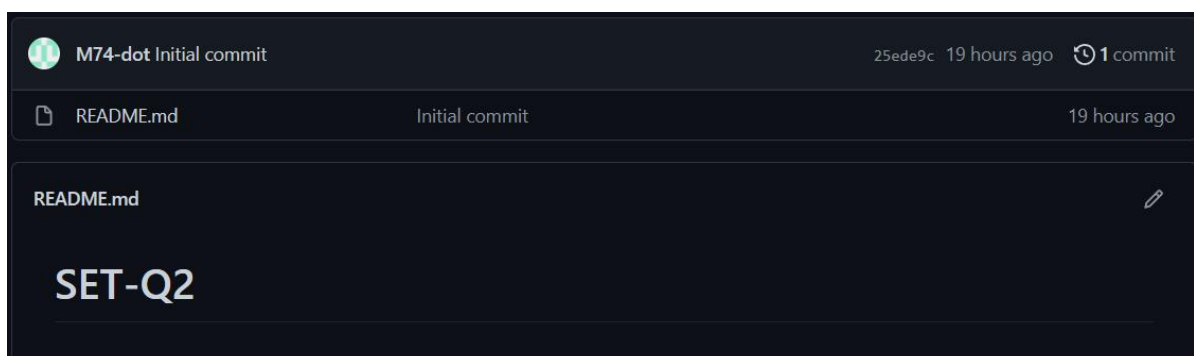 M74-dot Initial commit 25ede9c 19 hours ago 1 commit
README.md Initial commit 19 hours ago
README.md
SET-Q2